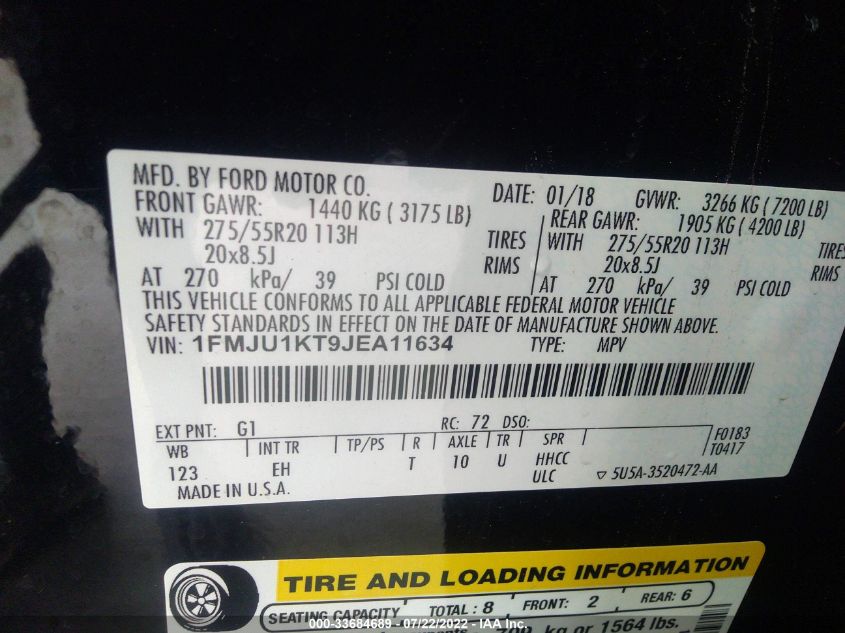 MFD. BY FORD MOTOR CO. DATE: 01/18 GVWR: 3266 KG ( 7200 LB)
FRONT GAWR: 1440 KG ( 3175 LB) REAR GAWR: 1905 KG ( 4200 LB)
WITH 275/55R20 113H TIRES WITH 275/55R20 113H TIRES
20x8.5J RIMS 20x8.5J RIMS
AT 270 kPa/ 39 PSI COLD AT 270 kPa/ 39 PSI COLD
THIS VEHICLE CONFORMS TO ALL APPLICABLE FEDERAL MOTOR VEHICLE
SAFETY STANDARDS IN EFFECT ON THE DATE OF MANUFACTURE SHOWN ABOVE.
VIN: 1FMJU1KT9JEA11634 TYPE: MPV
EXT PNT: G1 RC: 72 DSO:
WB INT TR TP/PS R AXLE TR SPR F0183
123 EH T 10 U HHCC T0417
ULC 5U5A-3520472-AA
MADE IN U.S.A.
TIRE AND LOADING INFORMATION
SEATING CAPACITY TOTAL : 8 FRONT: 2 REAR: 6
kg or 1564 lbs.
000-33684689 - 07/22/2022 - IAA Inc.